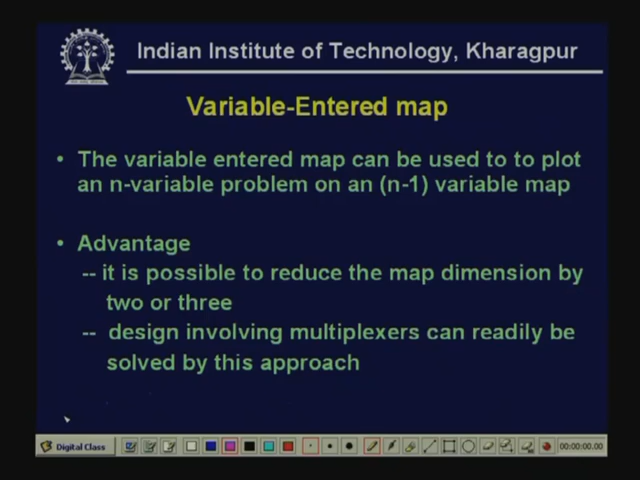 Indian Institute of Technology, Kharagpur
Variable-Entered map
• The variable entered map can be used to to plot
an n-variable problem on an (n-1) variable map
• Advantage
-- it is possible to reduce the map dimension by
two or three
-- design involving multiplexers can readily be
solved by this approach
Digital Class
00:00:00.00